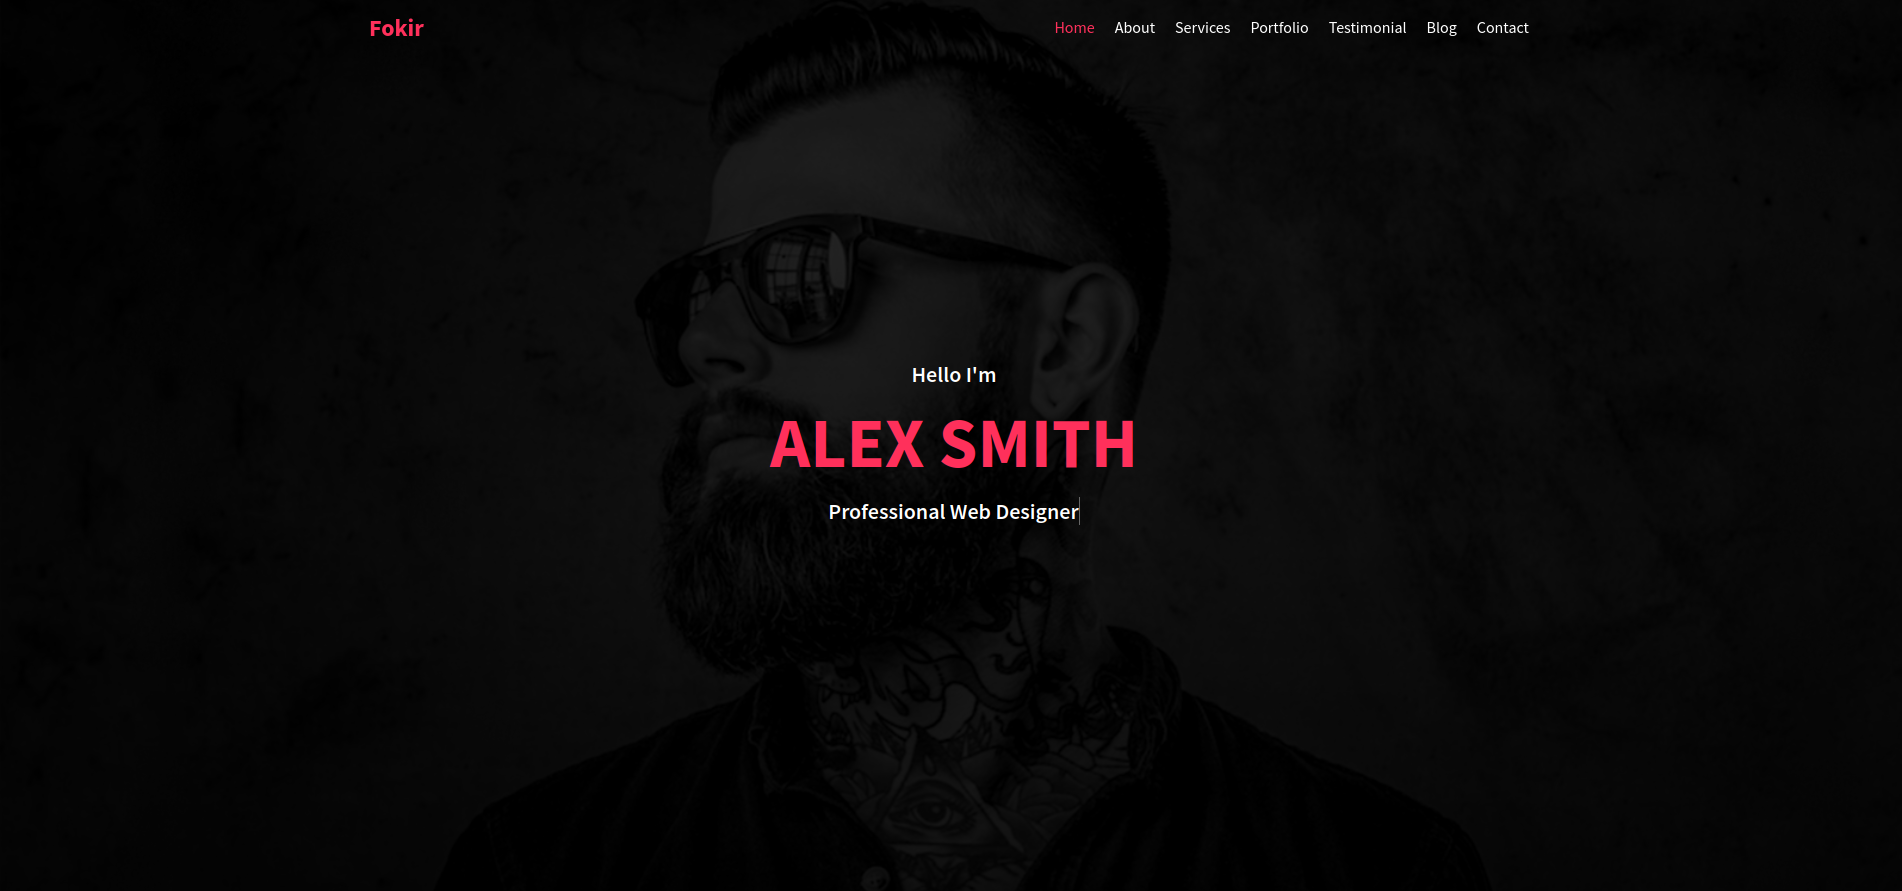 Fokir
Home About Services Portfolio Testimonial Blog Contact
Hello I'm
ALEX SMITH
Professional Web Designer